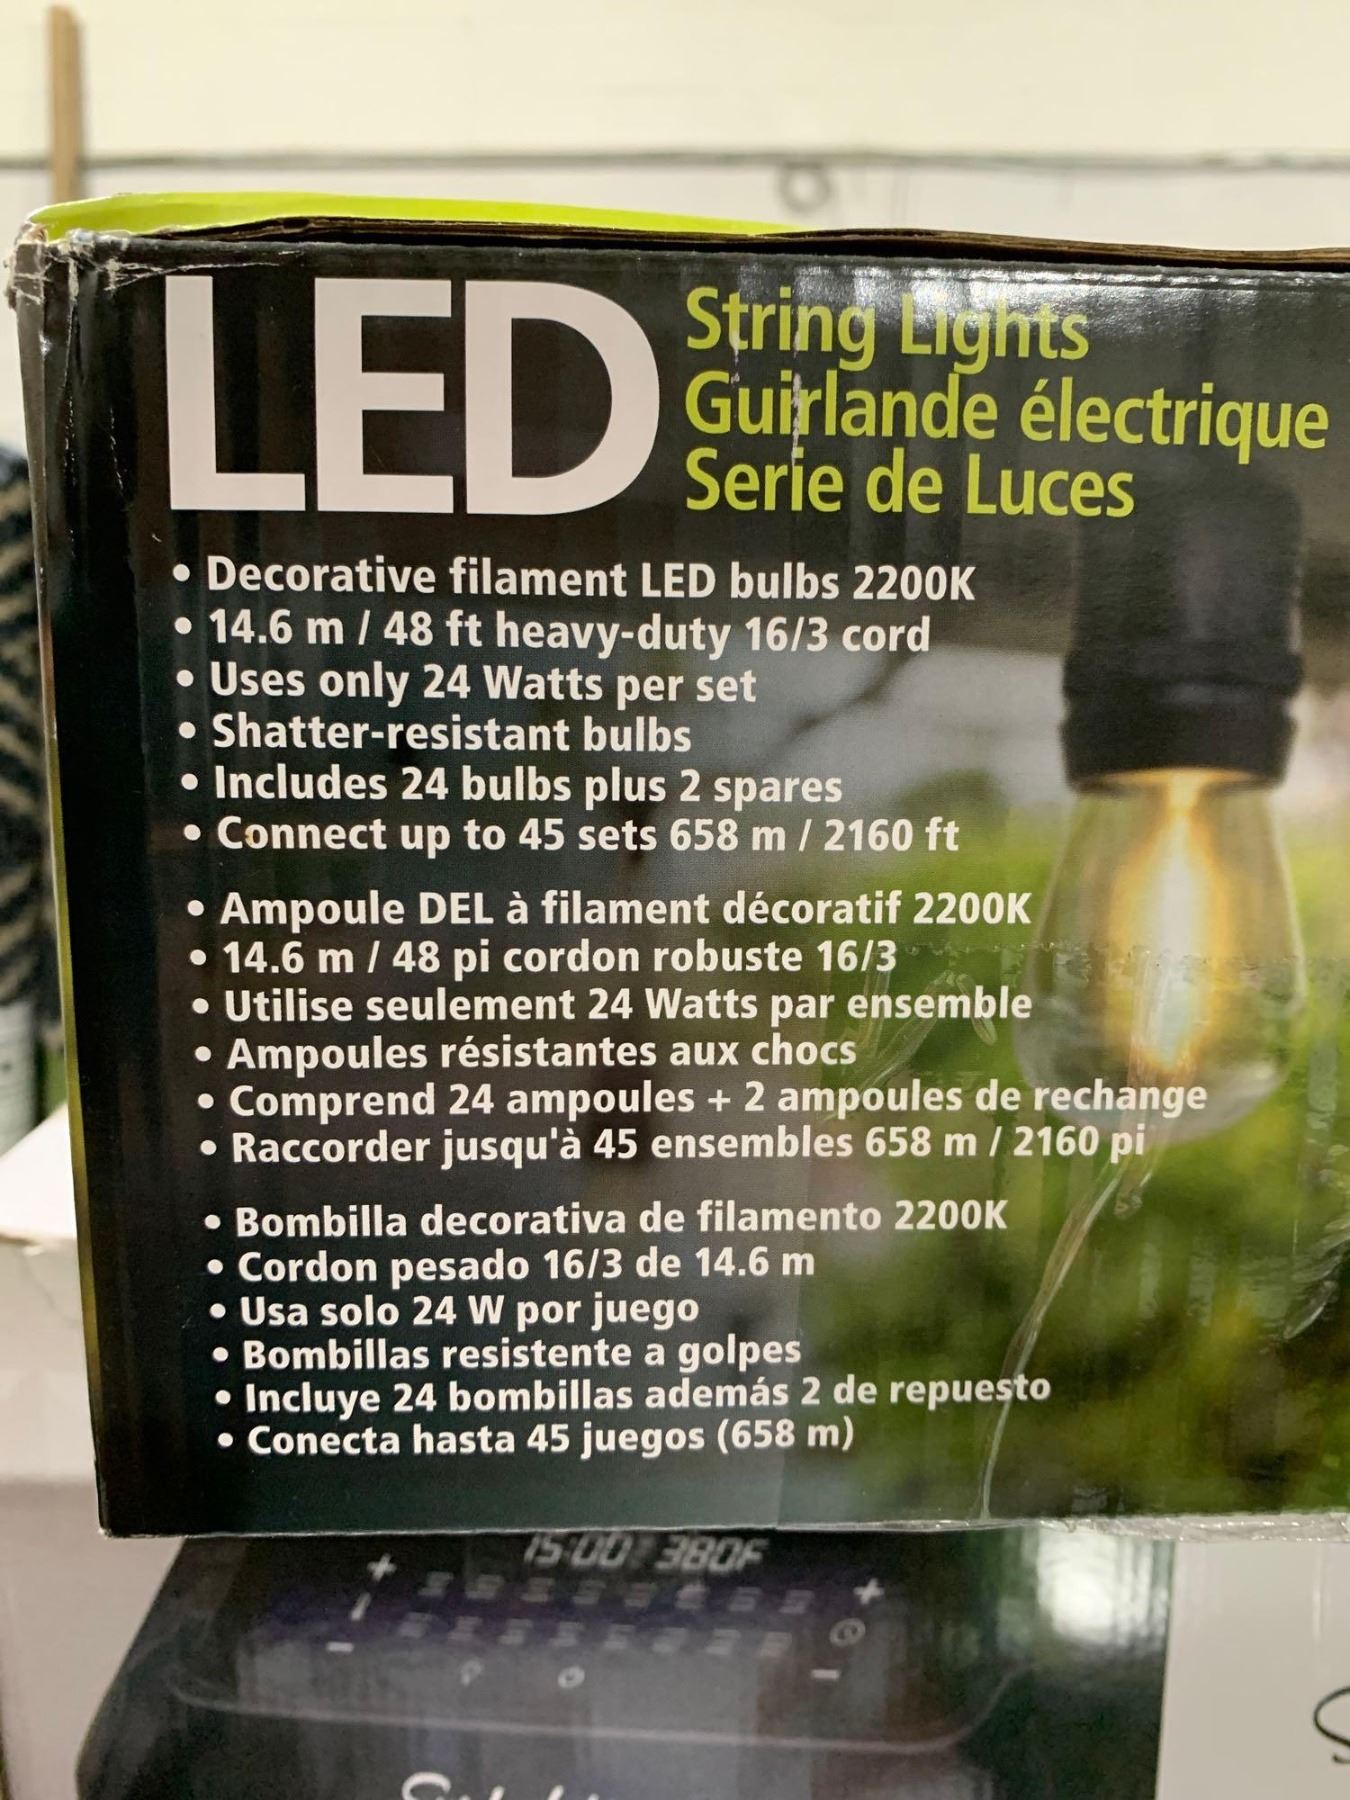 LED
String Lights
Guirlande électrique
Serie de Luces
• Decorative filament LED bulbs 2200K
• 14.6 m / 48 ft heavy-duty 16/3 cord
• Uses only 24 Watts per set
• Shatter-resistant bulbs
• Includes 24 bulbs plus 2 spares
• Connect up to 45 sets 658 m / 2160 ft
• Ampoule DEL à filament décoratif 2200K
• 14.6 m / 48 pi cordon robuste 16/3
• Utilise seulement 24 Watts par ensemble
• Ampoules résistantes aux chocs
• Comprend 24 ampoules + 2 ampoules de rechange
• Raccorder jusqu'à 45 ensembles 658 m / 2160 pi
• Bombilla decorativa de filamento 2200K
• Cordon pesado 16/3 de 14.6 m
• Usa solo 24 W por juego
• Bombillas resistente a golpes
• Incluye 24 bombillas además 2 de repuesto
• Conecta hasta 45 juegos (658 m)
15:00 380F